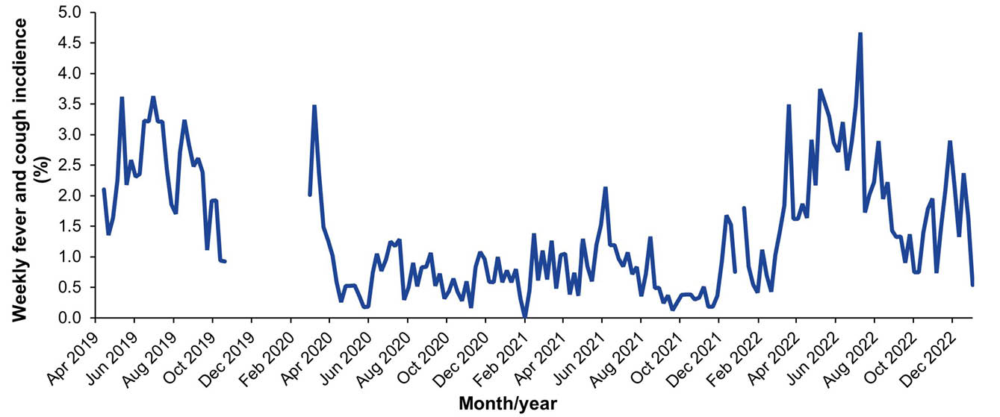 Weekly fever and cough incdience
(%)
5.0
4.5
4.0
3.5
3.0
2.5
2.0
1.5
1.0
0.5
0.0
Apr 2019
Jun 2019
Aug 2019
Oct 2019
Dec 2019
Feb 2020
Apr 2020
Jun 2020
Aug 2020
Oct 2020
Dec 2020
Feb 2021
Apr 2021
Jun 2021
Aug 2021
Oct 2021
Dec 2021
Feb 2022
Apr 2022
Jun 2022
Aug 2022
Oct 2022
Dec 2022
Month/year